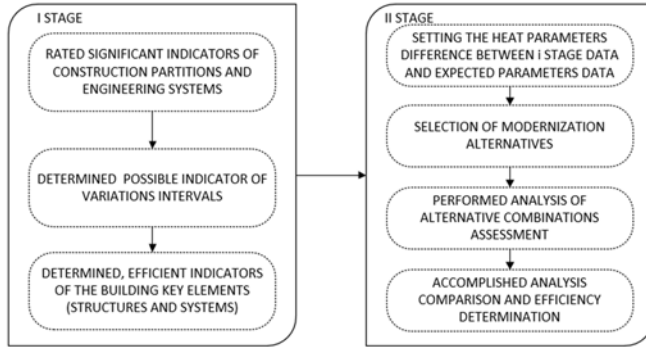 I STAGE
RATED SIGNIFICANT INDICATORS OF
CONSTRUCTION PARTITIONS AND
ENGINEERING SYSTEMS
DETERMINED POSSIBLE INDICATOR OF
VARIATIONS INTERVALS
DETERMINED, EFFICIENT INDICATORS
OF THE BUILDING KEY ELEMENTS
(STRUCTURES AND SYSTEMS)
II STAGE
SETTING THE HEAT PARAMETERS
DIFFERENCE BETWEEN i STAGE DATA
AND EXPECTED PARAMETERS DATA
SELECTION OF MODERNIZATION
ALTERNATIVES
PERFORMED ANALYSIS OF
ALTERNATIVE COMBINATIONS
ASSESSMENT
ACCOMPLISHED ANALYSIS
COMPARISON AND EFFICIENCY
DETERMINATION